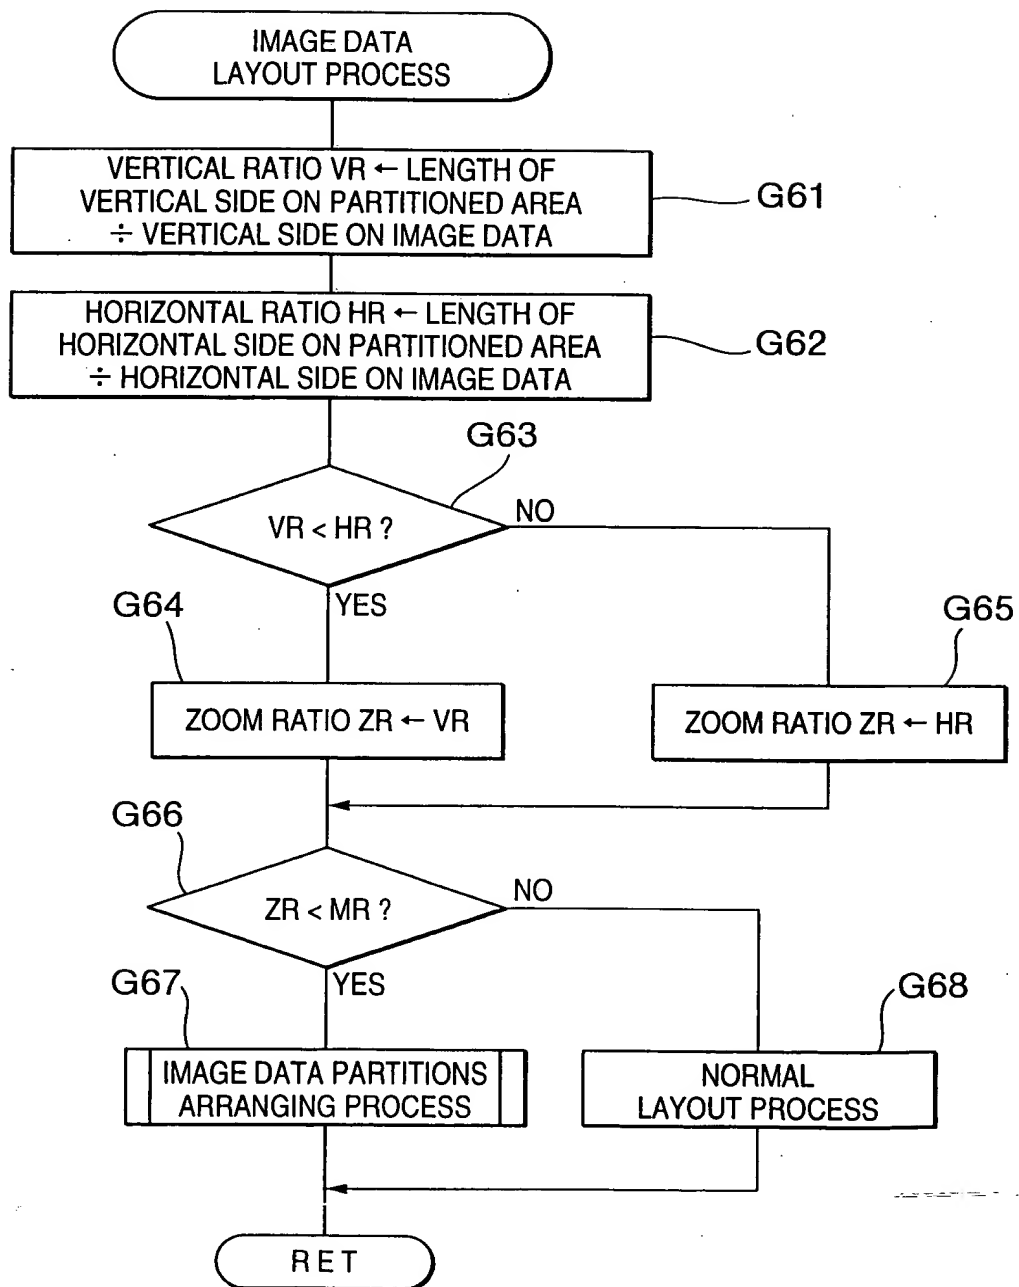 IMAGE DATA
LAYOUT PROCESS
VERTICAL RATIO VR ← LENGTH OF
VERTICAL SIDE ON PARTITIONED AREA
÷ VERTICAL SIDE ON IMAGE DATA
G61
HORIZONTAL RATIO HR ← LENGTH OF
HORIZONTAL SIDE ON PARTITIONED AREA
÷ HORIZONTAL SIDE ON IMAGE DATA
G62
G63
VR < HR ?
NO
YES
G64
G65
ZOOM RATIO ZR ← VR
ZOOM RATIO ZR ← HR
G66
ZR < MR ?
NO
YES
G67
G68
IMAGE DATA PARTITIONS
ARRANGING PROCESS
NORMAL
LAYOUT PROCESS
RET